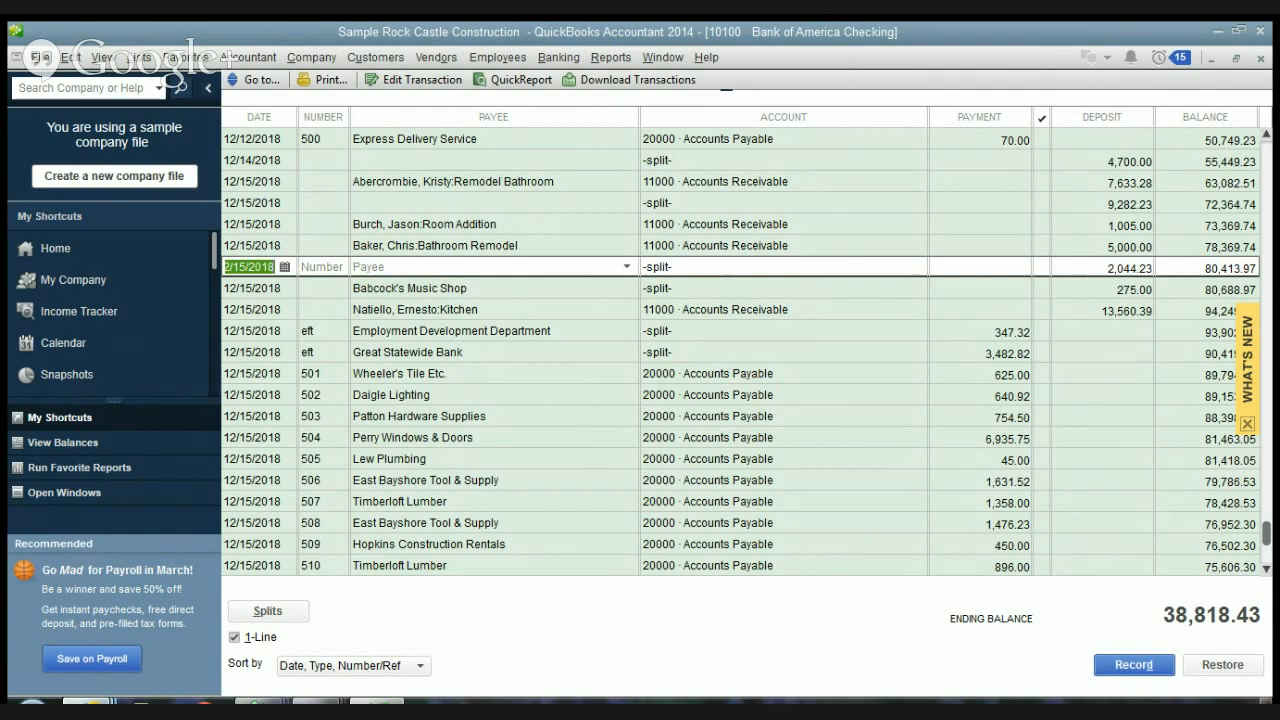 Sample Rock Castle Construction - QuickBooks Accountant 2014 - [10100 · Bank of America Checking]
Google+
File Edit View Lists Favorites Accountant Company Customers Vendors Employees Banking Reports Window Help 15
Search Company or Help Go to... Print... Edit Transaction QuickReport Download Transactions
You are using a sample
company file
Create a new company file
My Shortcuts
Home
My Company
Income Tracker
Calendar
Snapshots
My Shortcuts
View Balances
Run Favorite Reports
Open Windows
Recommended
Go Mad for Payroll in March!
Be a winner and save 50% off!
Get instant paychecks, free direct
deposit, and pre-filled tax forms.
Save on Payroll
DATE NUMBER PAYEE ACCOUNT PAYMENT ✓ DEPOSIT BALANCE
12/12/2018 500 Express Delivery Service 20000 · Accounts Payable 70.00 50,749.23
12/14/2018 -split- 4,700.00 55,449.23
12/15/2018 Abercrombie, Kristy:Remodel Bathroom 11000 · Accounts Receivable 7,633.28 63,082.51
12/15/2018 -split- 9,282.23 72,364.74
12/15/2018 Burch, Jason:Room Addition 11000 · Accounts Receivable 1,005.00 73,369.74
12/15/2018 Baker, Chris:Bathroom Remodel 11000 · Accounts Receivable 5,000.00 78,369.74
2/15/2018 Number Payee -split- 2,044.23 80,413.97
12/15/2018 Babcock's Music Shop -split- 275.00 80,688.97
12/15/2018 Natiello, Ernesto:Kitchen 11000 · Accounts Receivable 13,560.39
12/15/2018 eft Employment Development Department -split- 347.32
12/15/2018 eft Great Statewide Bank -split- 3,482.82
12/15/2018 501 Wheeler's Tile Etc. 20000 · Accounts Payable 625.00
12/15/2018 502 Daigle Lighting 20000 · Accounts Payable 640.92
12/15/2018 503 Patton Hardware Supplies 20000 · Accounts Payable 754.50
12/15/2018 504 Perry Windows & Doors 20000 · Accounts Payable 6,935.75 81,463.05
12/15/2018 505 Lew Plumbing 20000 · Accounts Payable 45.00 81,418.05
12/15/2018 506 East Bayshore Tool & Supply 20000 · Accounts Payable 1,631.52 79,786.53
12/15/2018 507 Timberloft Lumber 20000 · Accounts Payable 1,358.00 78,428.53
12/15/2018 508 East Bayshore Tool & Supply 20000 · Accounts Payable 1,476.23 76,952.30
12/15/2018 509 Hopkins Construction Rentals 20000 · Accounts Payable 450.00 76,502.30
12/15/2018 510 Timberloft Lumber 20000 · Accounts Payable 896.00 75,606.30
WHAT'S NEW
Splits
1-Line
ENDING BALANCE 38,818.43
Sort by Date, Type, Number/Ref
Record Restore